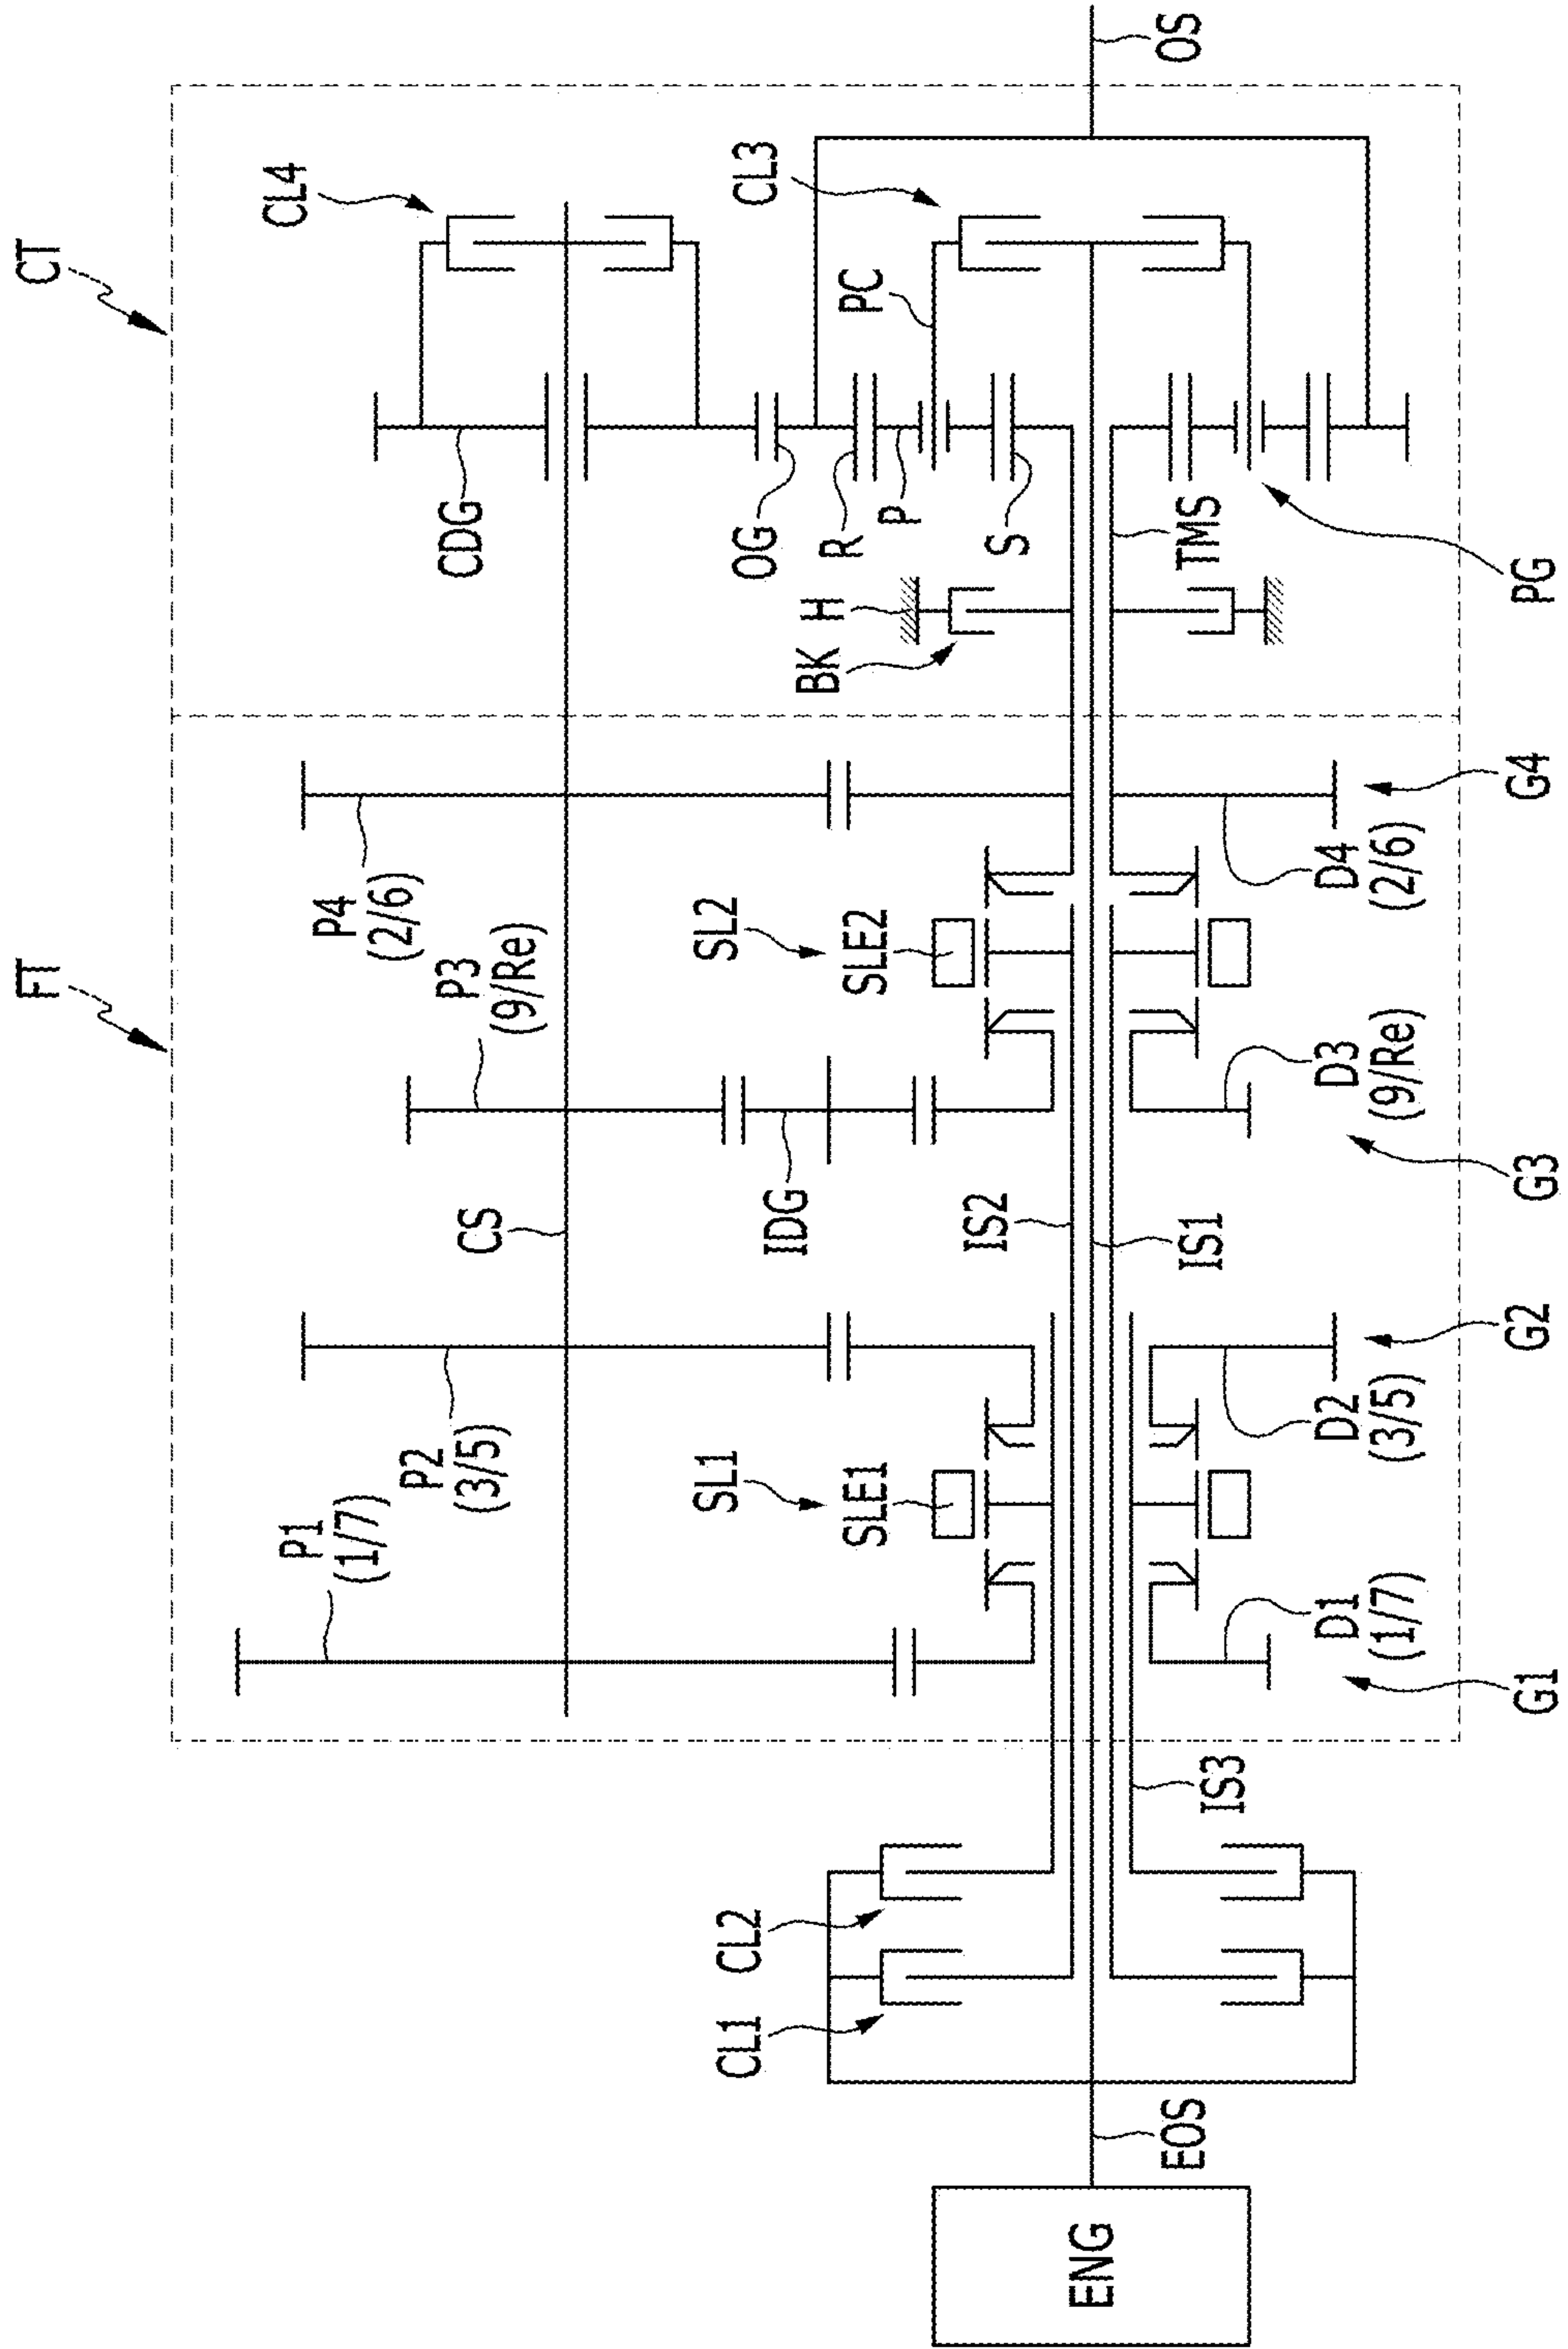 FT
CT
P1
(1/7)
P2
(3/5)
P3
(9/Re)
P4
(2/6)
CL4
CS
CDG
SL1
SL2
IDG
OG
CL3
CL1
CL2
SLE1
SLE2
BK
H
R
P
PC
S
IS2
ENG
EOS
IS3
IS1
TMS
OS
D1
(1/7)
D2
(3/5)
D3
(9/Re)
D4
(2/6)
G1
G2
G3
G4
PG